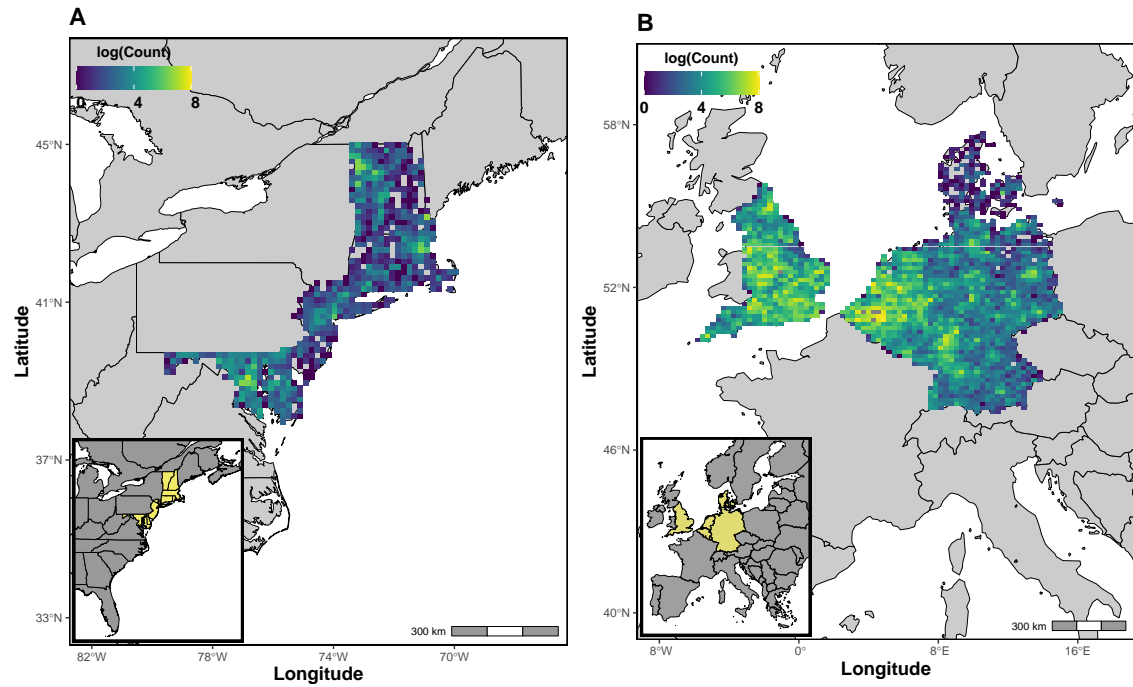 A
log(Count)
0 4 8
45°N
41°N
37°N
33°N
Latitude
82°W 78°W 74°W 70°W
Longitude
300 km
B
log(Count)
0 4 8
58°N
52°N
46°N
40°N
Latitude
8°W 0° 8°E 16°E
Longitude
300 km